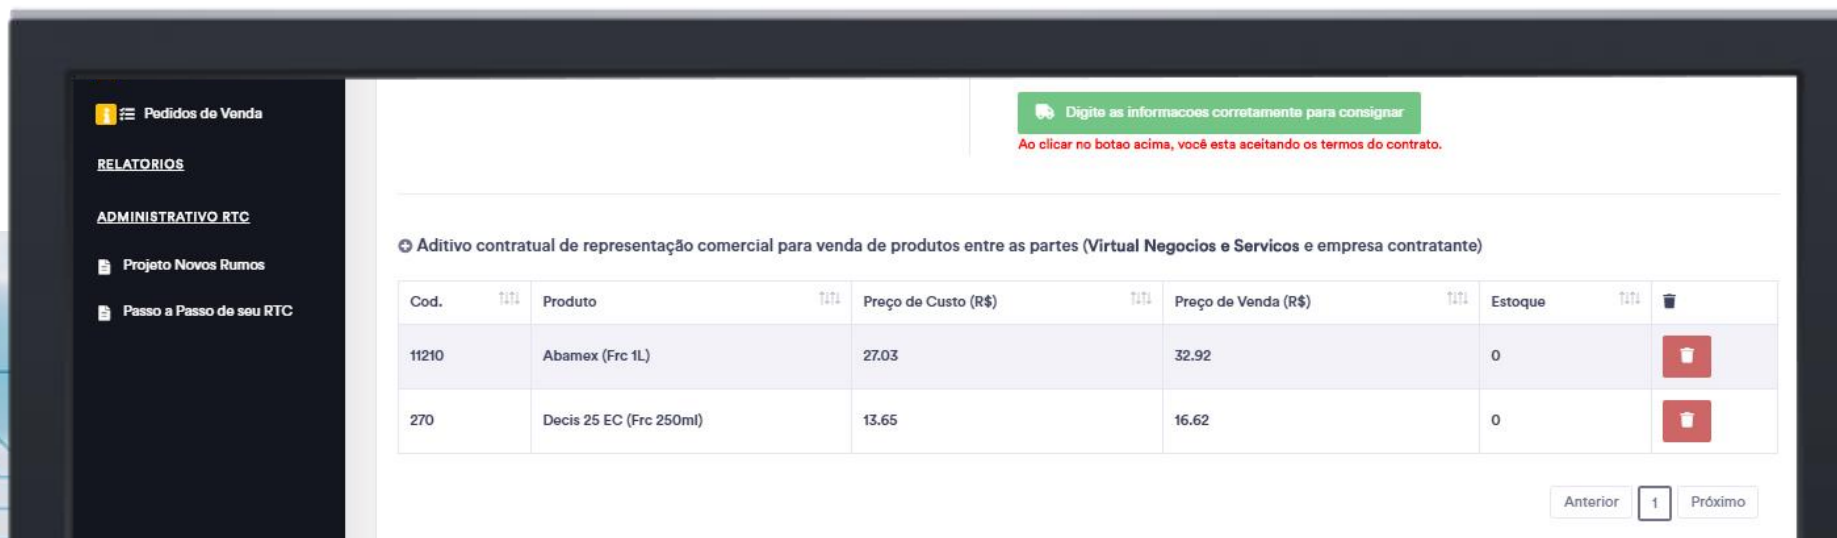 Pedidos de Venda
RELATORIOS
ADMINISTRATIVO RTC
Projeto Novos Rumos
Passo a Passo de seu RTC
Digite as informacoes corretamente para consignar
Ao clicar no botao acima, você esta aceitando os termos do contrato.
Aditivo contratual de representação comercial para venda de produtos entre as partes (Virtual Negocios e Servicos e empresa contratante)
Cod. Produto Preço de Custo (R$) Preço de Venda (R$) Estoque
11210 Abamex (Frc 1L) 27.03 32.92 0
270 Decis 25 EC (Frc 250ml) 13.65 16.62 0
Anterior 1 Próximo